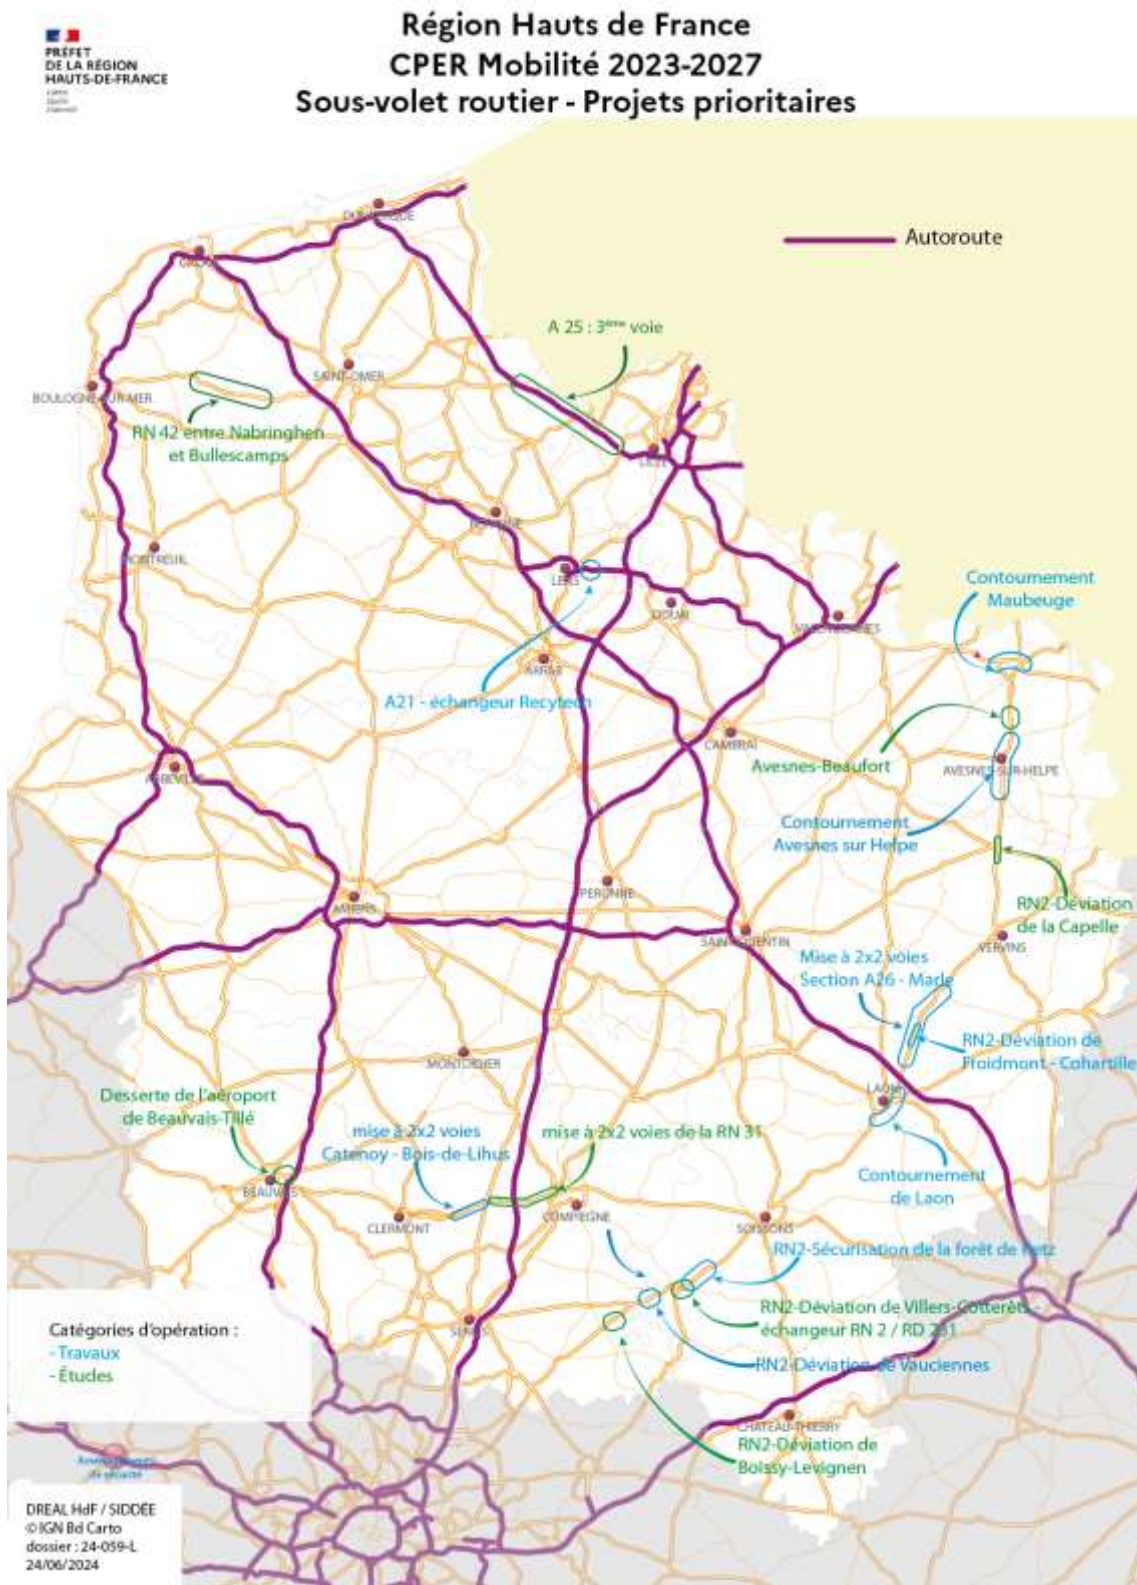 Région Hauts de France
CPER Mobilité 2023-2027
Sous-volet routier - Projets prioritaires
PRÉFET
DE LA RÉGION
HAUTS-DE-FRANCE
Autoroute
DUNKERQUE
CALAIS
A 25 : 3ème voie
SAINT-OMER
BOULOGNE-SUR-MER
RN 42 entre Nabringhen
et Bullescamps
LILLE
BETHUNE
MONTREUIL
LENS
DOUAI
VALENCIENNES
Contournement
Maubeuge
ARRAS
A21 - échangeur Recytech
CAMBRAI
Avesnes-Beaufort
AVESNES-SUR-HELPE
ABBEVILLE
Contournement
Avesnes sur Helpe
PERONNE
AMIENS
RN2-Déviation
de la Capelle
SAINT-QUENTIN
VERVINS
Mise à 2x2 voies
Section A26 - Marle
RN2-Déviation de
Froidmont - Cohartille
MONTDIDIER
LAON
Desserte de l'aéroport
de Beauvais-Tillé
mise à 2x2 voies
Catenoy - Bois-de-Lihus
mise à 2x2 voies de la RN 31
Contournement
de Laon
BEAUVAIS
CLERMONT
COMPIEGNE
SOISSONS
RN2-Sécurisation de la forêt de Retz
RN2-Déviation de Villers-Cotterêts -
échangeur RN 2 / RD 231
SENLIS
RN2-Déviation de Vauciennes
Catégories d'opération :
- Travaux
- Études
CHATEAU-THIERRY
RN2-Déviation de
Boissy-Levignen
de sécurité
DREAL HdF / SIDDÉE
© IGN Bd Carto
dossier : 24-059-L
24/06/2024